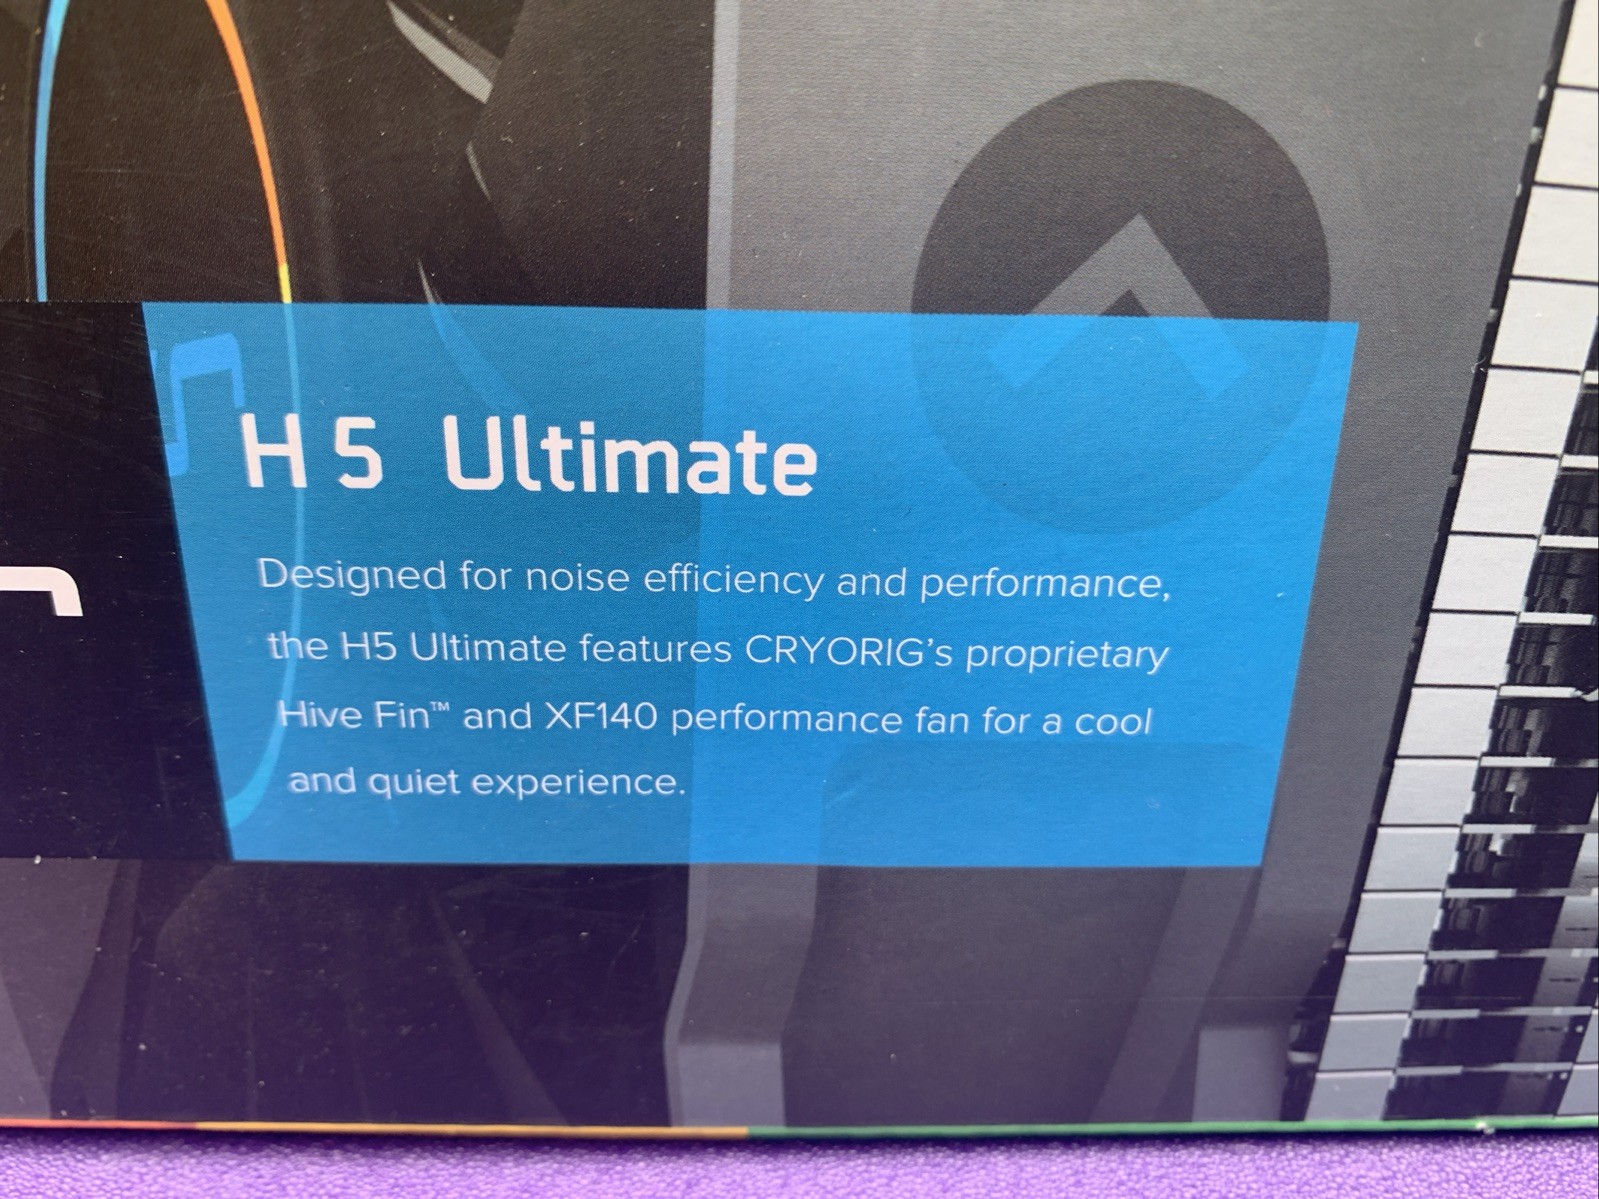 H5 Ultimate
Designed for noise efficiency and performance,
the H5 Ultimate features CRYORIG's proprietary
Hive Fin™ and XF140 performance fan for a cool
and quiet experience.